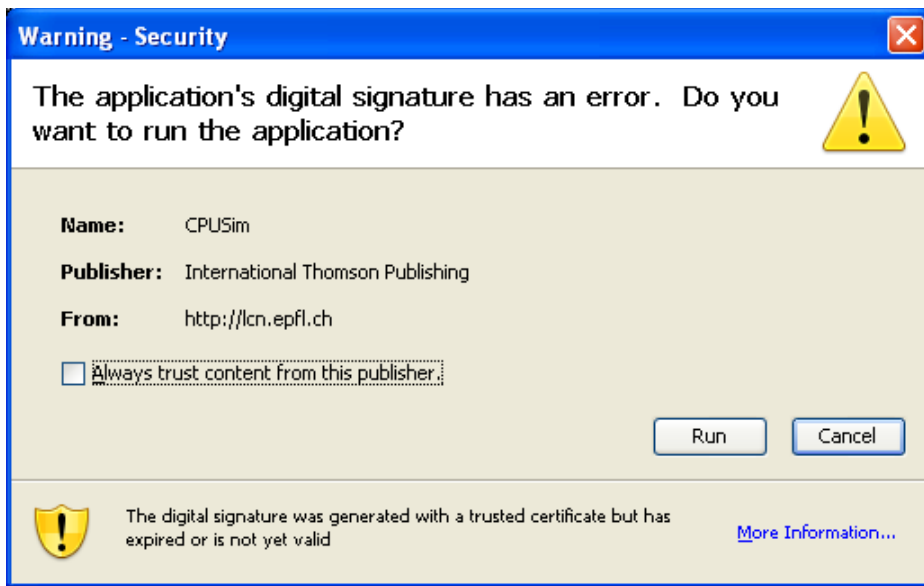 Warning - Security
The application's digital signature has an error. Do you
want to run the application?
Name: CPUSim
Publisher: International Thomson Publishing
From: http://lcn.epfl.ch
Always trust content from this publisher.
Run Cancel
The digital signature was generated with a trusted certificate but has
expired or is not yet valid
More Information...